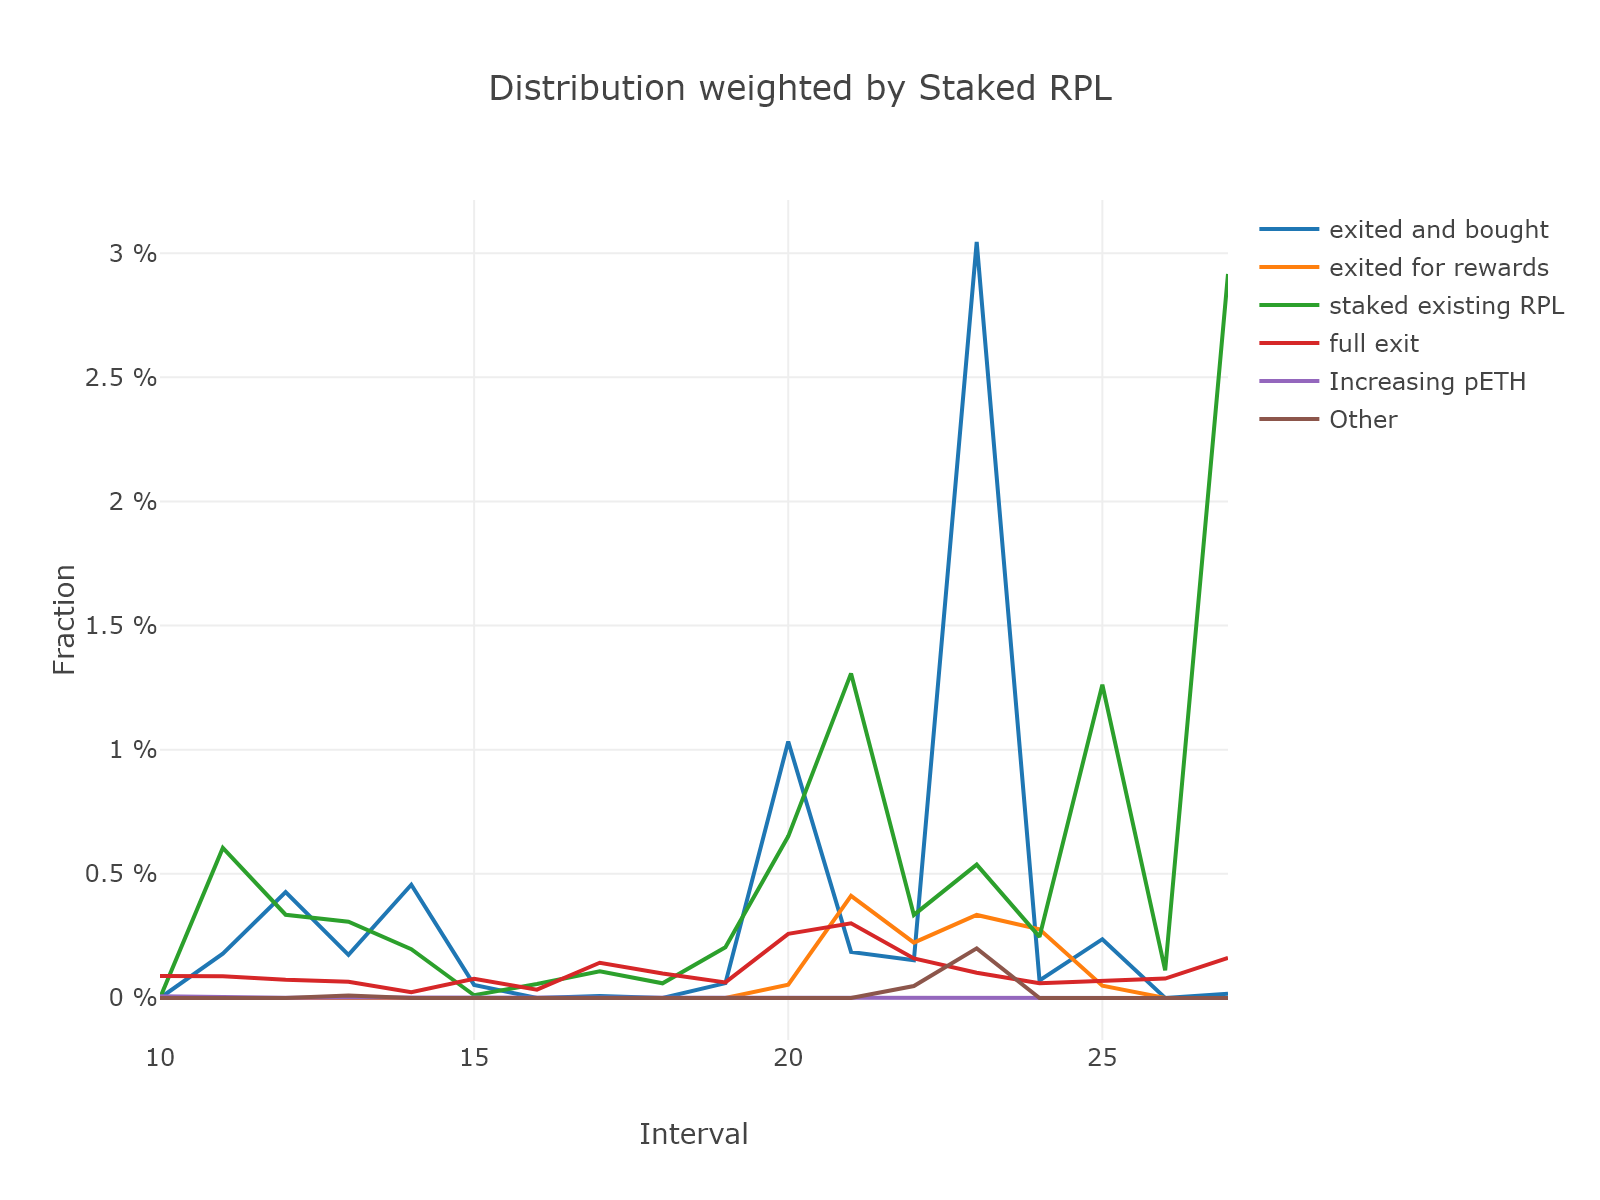 Distribution weighted by Staked RPL
exited and bought
exited for rewards
staked existing RPL
full exit
Increasing pETH
Other
3 %
2.5 %
2 %
1.5 %
1 %
0.5 %
0 %
Fraction
10
15
20
25
Interval